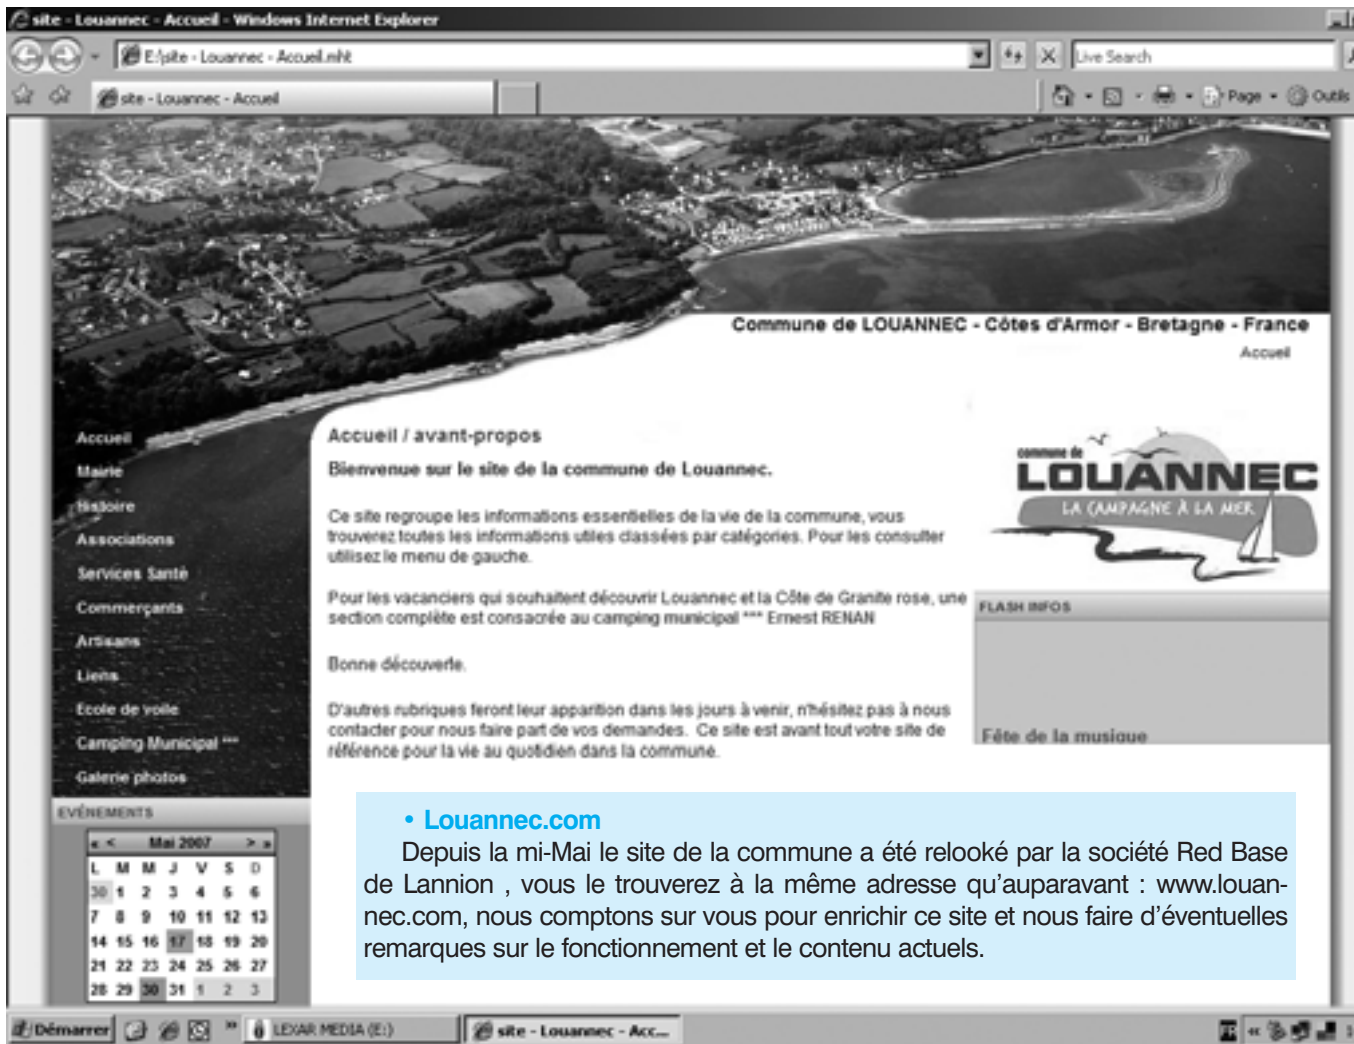 site - Louannec - Accueil - Windows Internet Explorer
E:\site - Louannec - Accueil.mht
Live Search
site - Louannec - Accueil
Page
Outils
Commune de LOUANNEC - Côtes d'Armor - Bretagne - France
Accueil
Accueil
Mairie
Histoire
Associations
Services Santé
Commerçants
Artisans
Liens
Ecole de voile
Camping Municipal ***
Galerie photos
Accueil / avant-propos
Bienvenue sur le site de la commune de Louannec.
Ce site regroupe les informations essentielles de la vie de la commune, vous
trouverez toutes les informations utiles classées par catégories. Pour les consulter
utilisez le menu de gauche.
Pour les vacanciers qui souhaitent découvrir Louannec et la Côte de Granite rose, une
section complète est consacrée au camping municipal *** Ernest RENAN
Bonne découverte.
D'autres rubriques feront leur apparition dans les jours à venir, n'hésitez pas à nous
contacter pour nous faire part de vos demandes. Ce site est avant tout votre site de
référence pour la vie au quotidien dans la commune.
commune de
LOUANNEC
LA CAMPAGNE À LA MER
FLASH INFOS
Fête de la musique
EVÉNEMENTS
« < Mai 2007 > »
L M M J V S D
30 1 2 3 4 5 6
7 8 9 10 11 12 13
14 15 16 17 18 19 20
21 22 23 24 25 26 27
28 29 30 31 1 2 3
• Louannec.com
Depuis la mi-Mai le site de la commune a été relooké par la société Red Base
de Lannion , vous le trouverez à la même adresse qu'auparavant : www.louan-
nec.com, nous comptons sur vous pour enrichir ce site et nous faire d'éventuelles
remarques sur le fonctionnement et le contenu actuels.
Démarrer
»
LEXAR MEDIA (E:)
site - Louannec - Acc...
FR
«